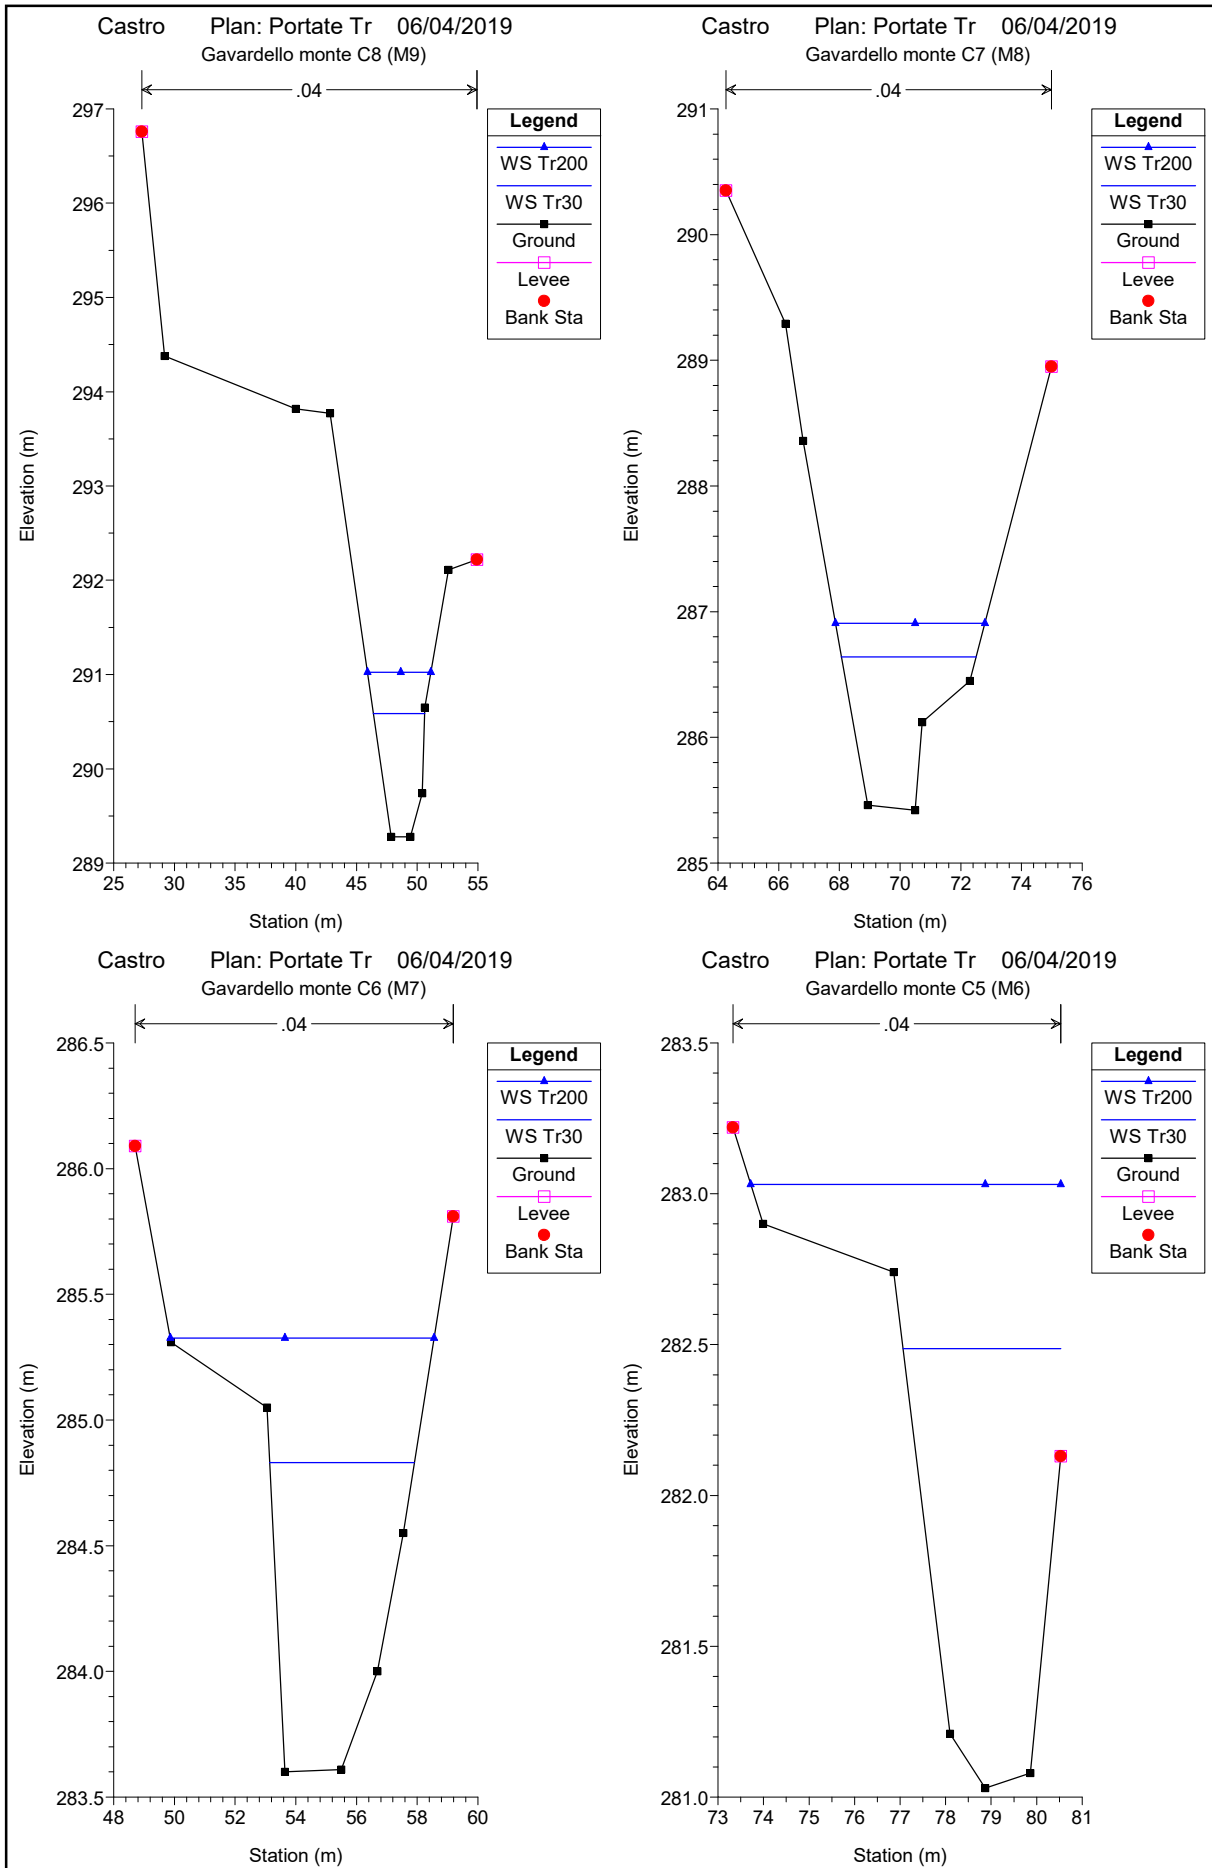 Castro Plan: Portate Tr 06/04/2019
Gavardello monte C8 (M9)
.04
297
296
295
294
293
292
291
290
289
25 30 35 40 45 50 55
Station (m)
Elevation (m)
Legend
WS Tr200
WS Tr30
Ground
Levee
Bank Sta
Castro Plan: Portate Tr 06/04/2019
Gavardello monte C7 (M8)
.04
291
290
289
288
287
286
285
64 66 68 70 72 74 76
Station (m)
Elevation (m)
Legend
WS Tr200
WS Tr30
Ground
Levee
Bank Sta
Castro Plan: Portate Tr 06/04/2019
Gavardello monte C6 (M7)
.04
286.5
286.0
285.5
285.0
284.5
284.0
283.5
48 50 52 54 56 58 60
Station (m)
Elevation (m)
Legend
WS Tr200
WS Tr30
Ground
Levee
Bank Sta
Castro Plan: Portate Tr 06/04/2019
Gavardello monte C5 (M6)
.04
283.5
283.0
282.5
282.0
281.5
281.0
73 74 75 76 77 78 79 80 81
Station (m)
Elevation (m)
Legend
WS Tr200
WS Tr30
Ground
Levee
Bank Sta